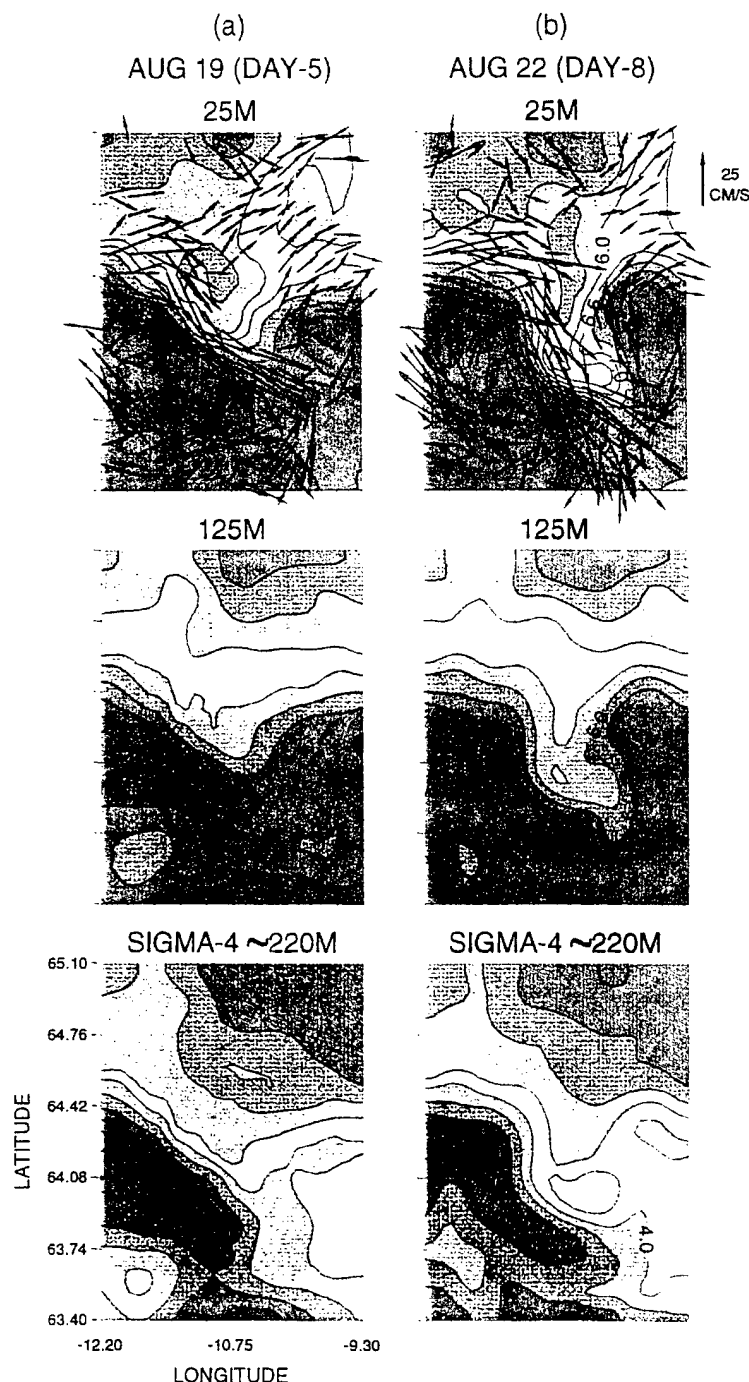 (a)
(b)
AUG 19 (DAY-5)
AUG 22 (DAY-8)
25M
25M
25
CM/S
6.0
125M
125M
SIGMA-4 ~220M
SIGMA-4 ~220M
65.10
64.76
64.42
64.08
63.74
63.40
LATITUDE
4.0
-12.20
-10.75
-9.30
LONGITUDE